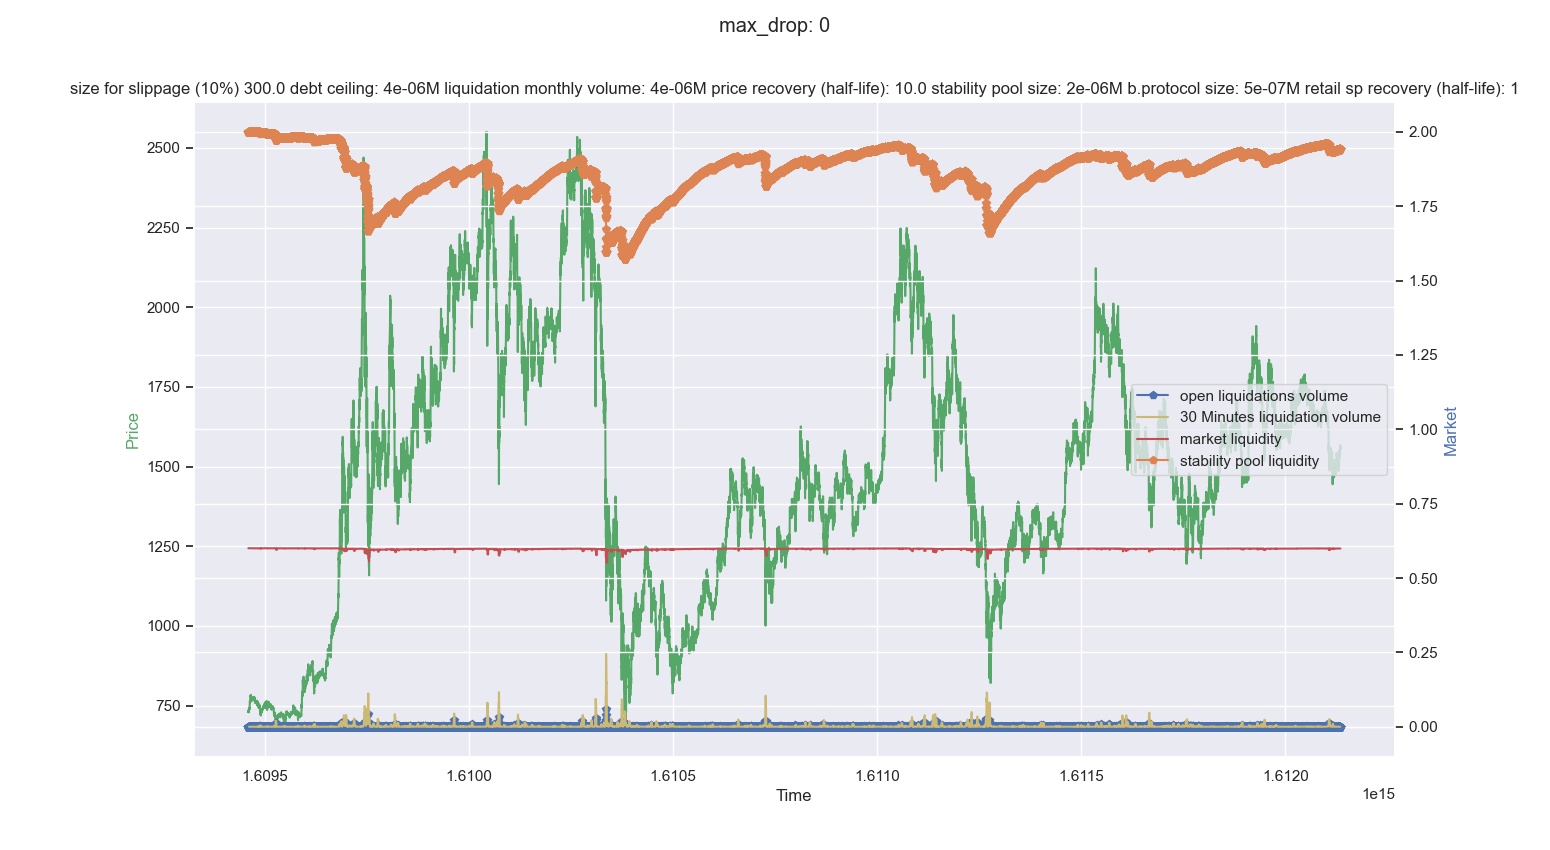 max_drop: 0
size for slippage (10%) 300.0 debt ceiling: 4e-06M liquidation monthly volume: 4e-06M price recovery (half-life): 10.0 stability pool size: 2e-06M b.protocol size: 5e-07M retail sp recovery (half-life): 1
2500
2250
2000
1750
1500
1250
1000
750
Price
2.00
1.75
1.50
1.25
1.00
0.75
0.50
0.25
0.00
Market
open liquidations volume
30 Minutes liquidation volume
market liquidity
stability pool liquidity
1.6095 1.6100 1.6105 1.6110 1.6115 1.6120
Time
1e15